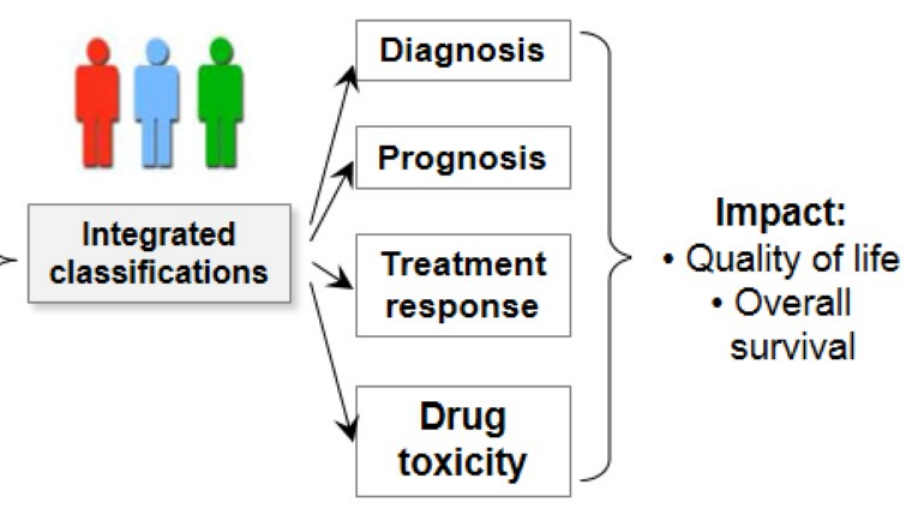 Integrated
classifications
Diagnosis
Prognosis
Treatment
response
Drug
toxicity
Impact:
• Quality of life
• Overall
survival